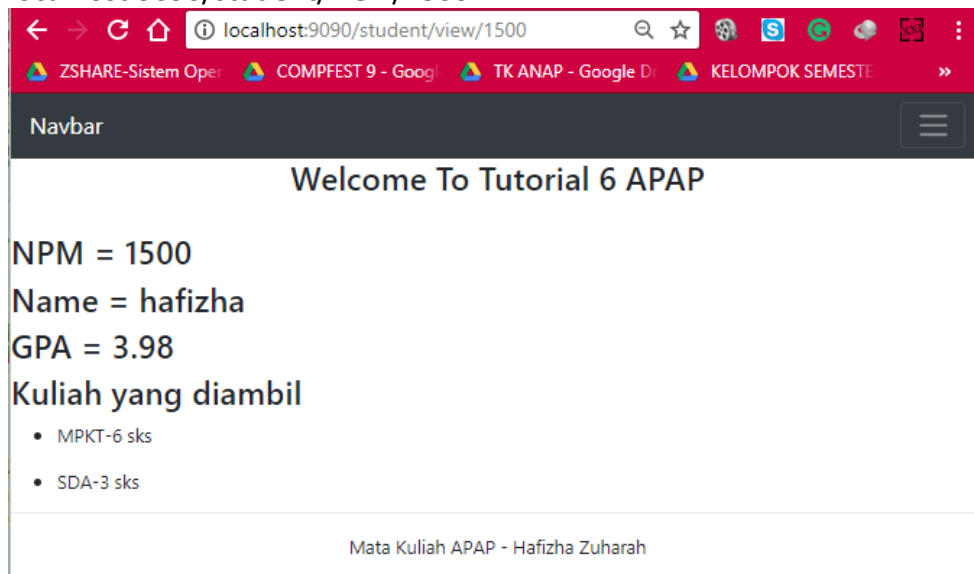 localhost:9090/student/view/1500
ZSHARE-Sistem Oper COMPFEST 9 - Googl TK ANAP - Google Dr KELOMPOK SEMESTE »
Navbar
Welcome To Tutorial 6 APAP
NPM = 1500
Name = hafizha
GPA = 3.98
Kuliah yang diambil
• MPKT-6 sks
• SDA-3 sks
Mata Kuliah APAP - Hafizha Zuharah